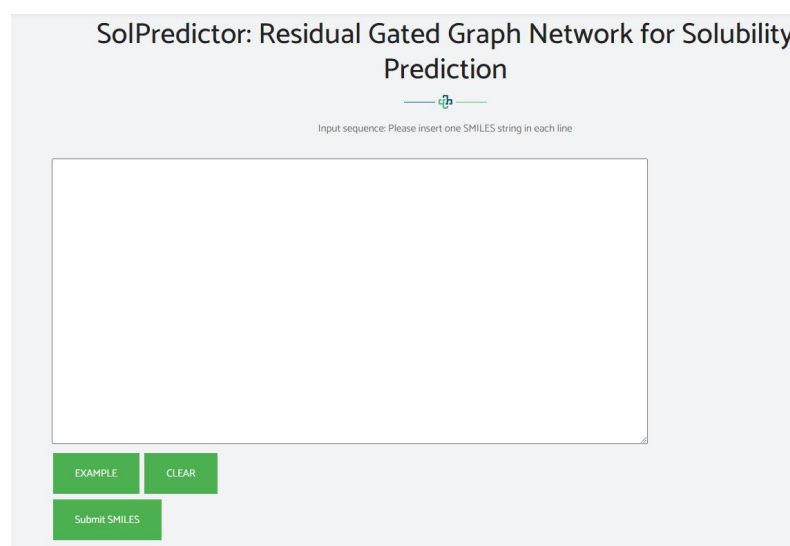 SolPredictor: Residual Gated Graph Network for Solubility
Prediction
Input sequence: Please insert one SMILES string in each line
EXAMPLE
CLEAR
Submit SMILES